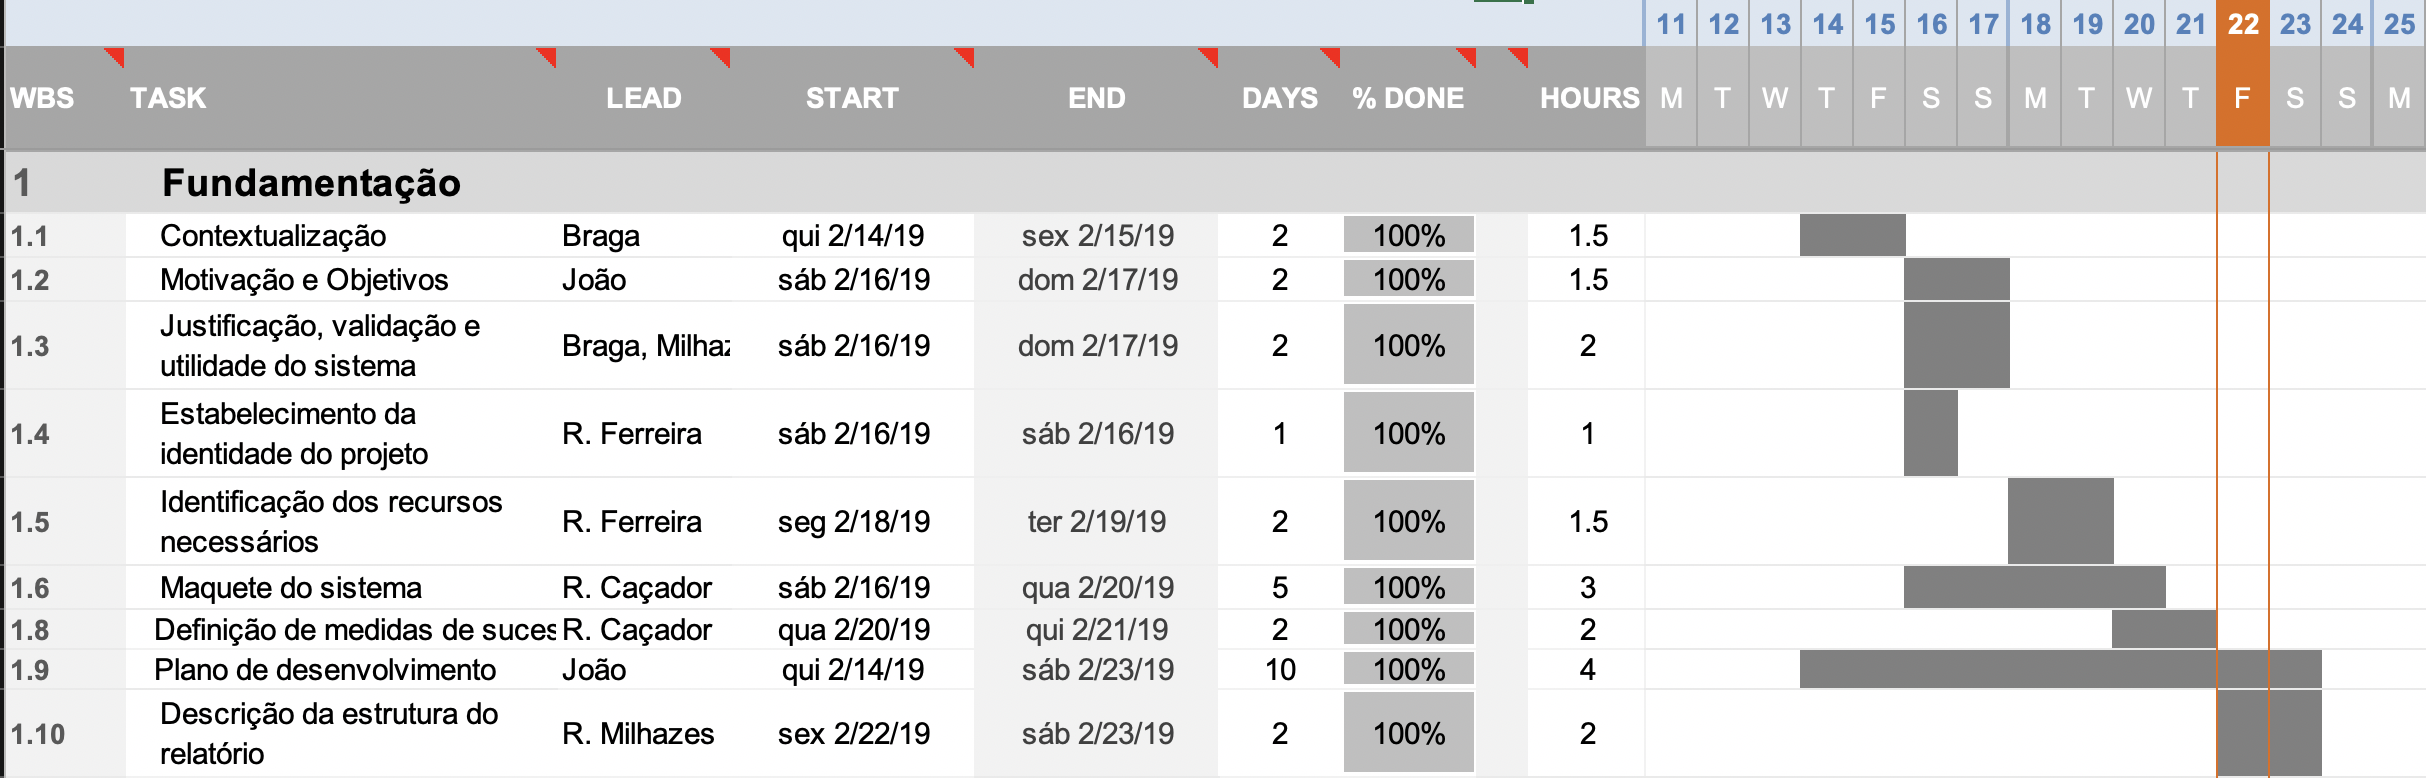 11 12 13 14 15 16 17 18 19 20 21 22 23 24 25
WBS TASK LEAD START END DAYS % DONE HOURS M T W T F S S M T W T F S S M
1 Fundamentação
1.1 Contextualização Braga qui 2/14/19 sex 2/15/19 2 100% 1.5
1.2 Motivação e Objetivos João sáb 2/16/19 dom 2/17/19 2 100% 1.5
Justificação, validação e
1.3 Braga, Milhaz sáb 2/16/19 dom 2/17/19 2 100% 2
utilidade do sistema
Estabelecimento da
1.4 R. Ferreira sáb 2/16/19 sáb 2/16/19 1 100% 1
identidade do projeto
Identificação dos recursos
1.5 R. Ferreira seg 2/18/19 ter 2/19/19 2 100% 1.5
necessários
1.6 Maquete do sistema R. Caçador sáb 2/16/19 qua 2/20/19 5 100% 3
1.8 Definição de medidas de suces R. Caçador qua 2/20/19 qui 2/21/19 2 100% 2
1.9 Plano de desenvolvimento João qui 2/14/19 sáb 2/23/19 10 100% 4
Descrição da estrutura do
1.10 R. Milhazes sex 2/22/19 sáb 2/23/19 2 100% 2
relatório